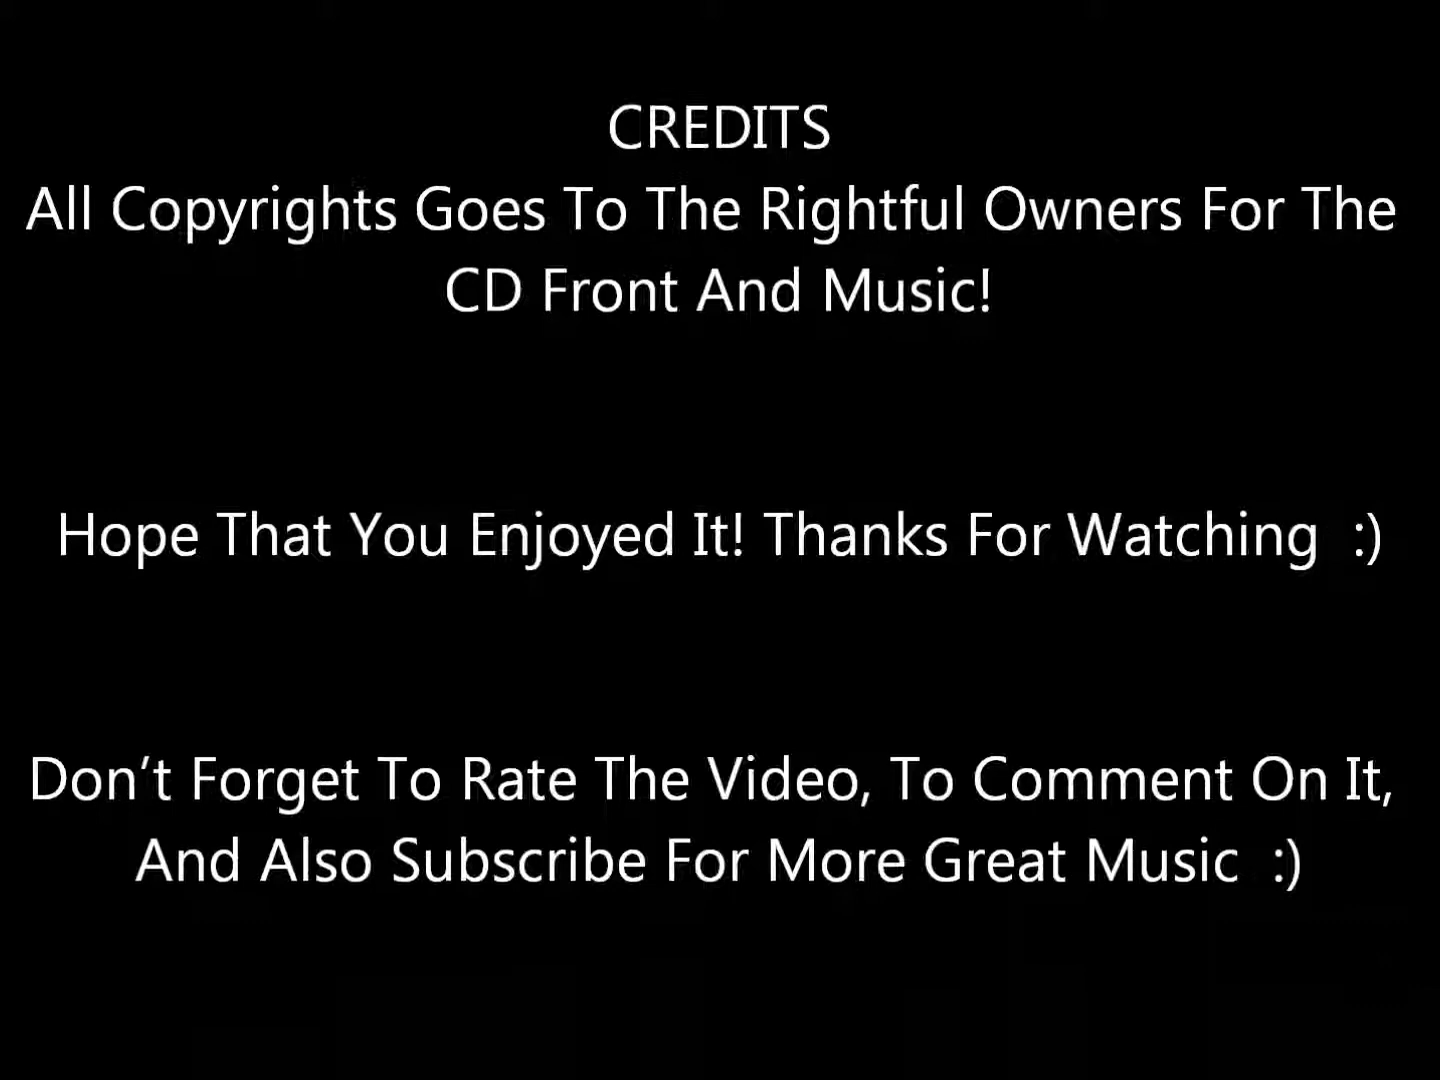 CREDITS
All Copyrights Goes To The Rightful Owners For The
CD Front And Music!
Hope That You Enjoyed It! Thanks For Watching  :)
Don’t Forget To Rate The Video, To Comment On It,
And Also Subscribe For More Great Music  :)